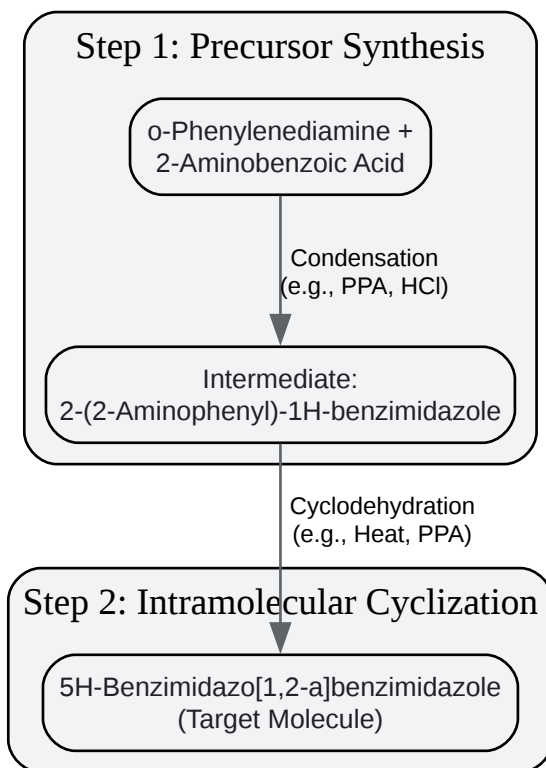 Step 1: Precursor Synthesis
o-Phenylenediamine +
2-Aminobenzoic Acid
Condensation
(e.g., PPA, HCl)
Intermediate:
2-(2-Aminophenyl)-1H-benzimidazole
Cyclodehydration
(e.g., Heat, PPA)
Step 2: Intramolecular Cyclization
5H-Benzimidazo[1,2-a]benzimidazole
(Target Molecule)